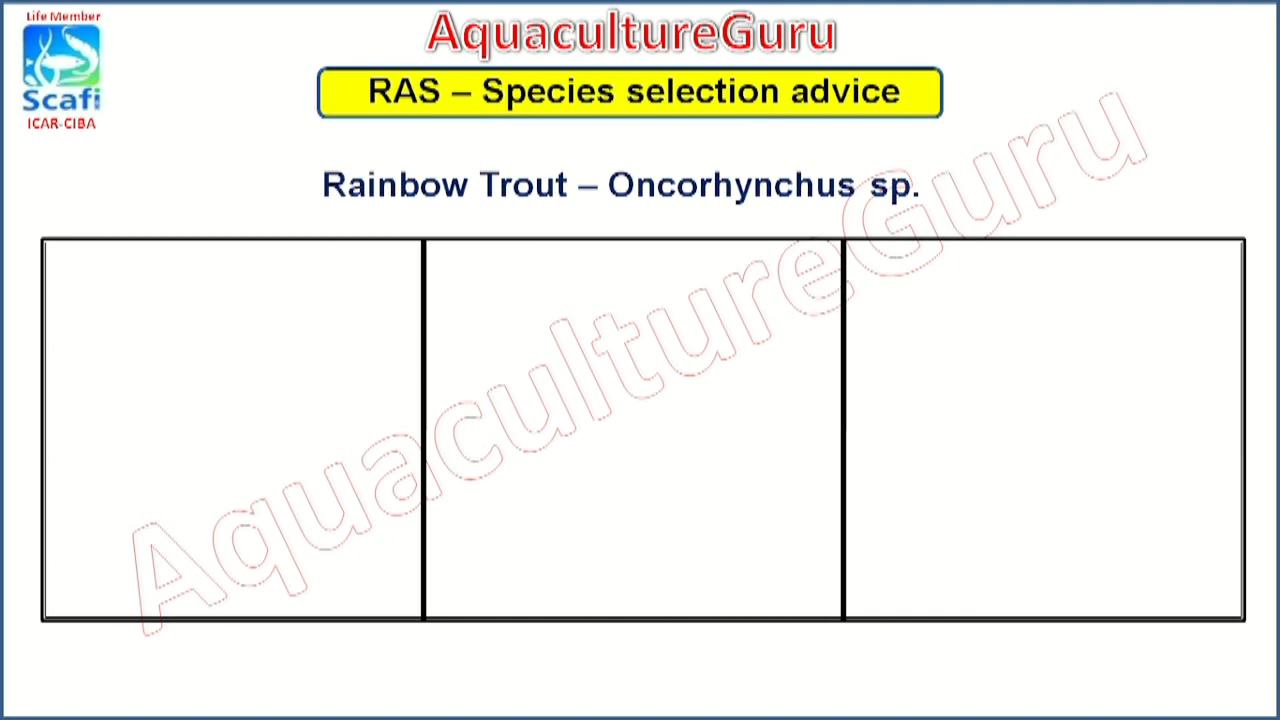 Life Member
AquacultureGuru
RAS – Species selection advice
Scafi
ICAR-CIBA
Rainbow Trout – Oncorhynchus sp.
AquacultureGuru